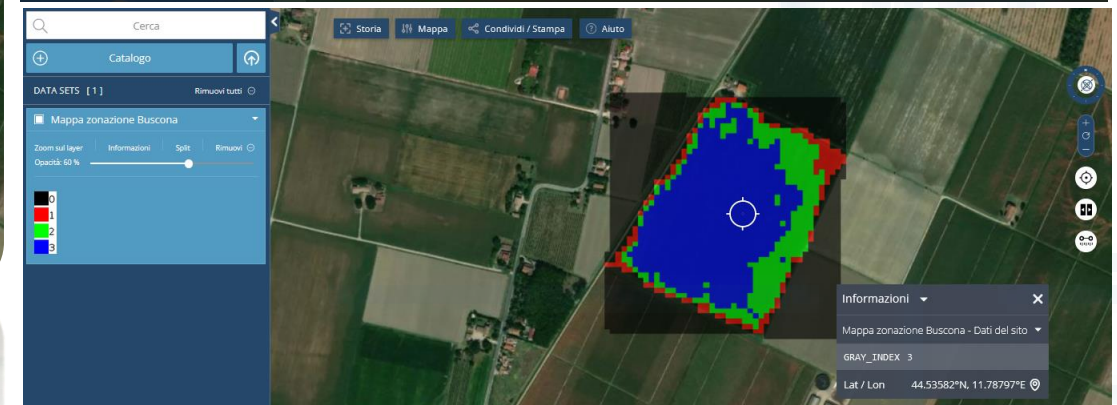 Cerca
Storia
Mappa
Condividi / Stampa
Aiuto
Catalogo
DATA SETS [1]
Rimuovi tutti
Mappa zonazione Buscona
Zoom sul layer
Informazioni
Split
Rimuovi
Opacità: 60 %
0
1
2
3
Informazioni
Mappa zonazione Buscona - Dati del sito
GRAY_INDEX 3
Lat / Lon 44.53582°N, 11.78797°E